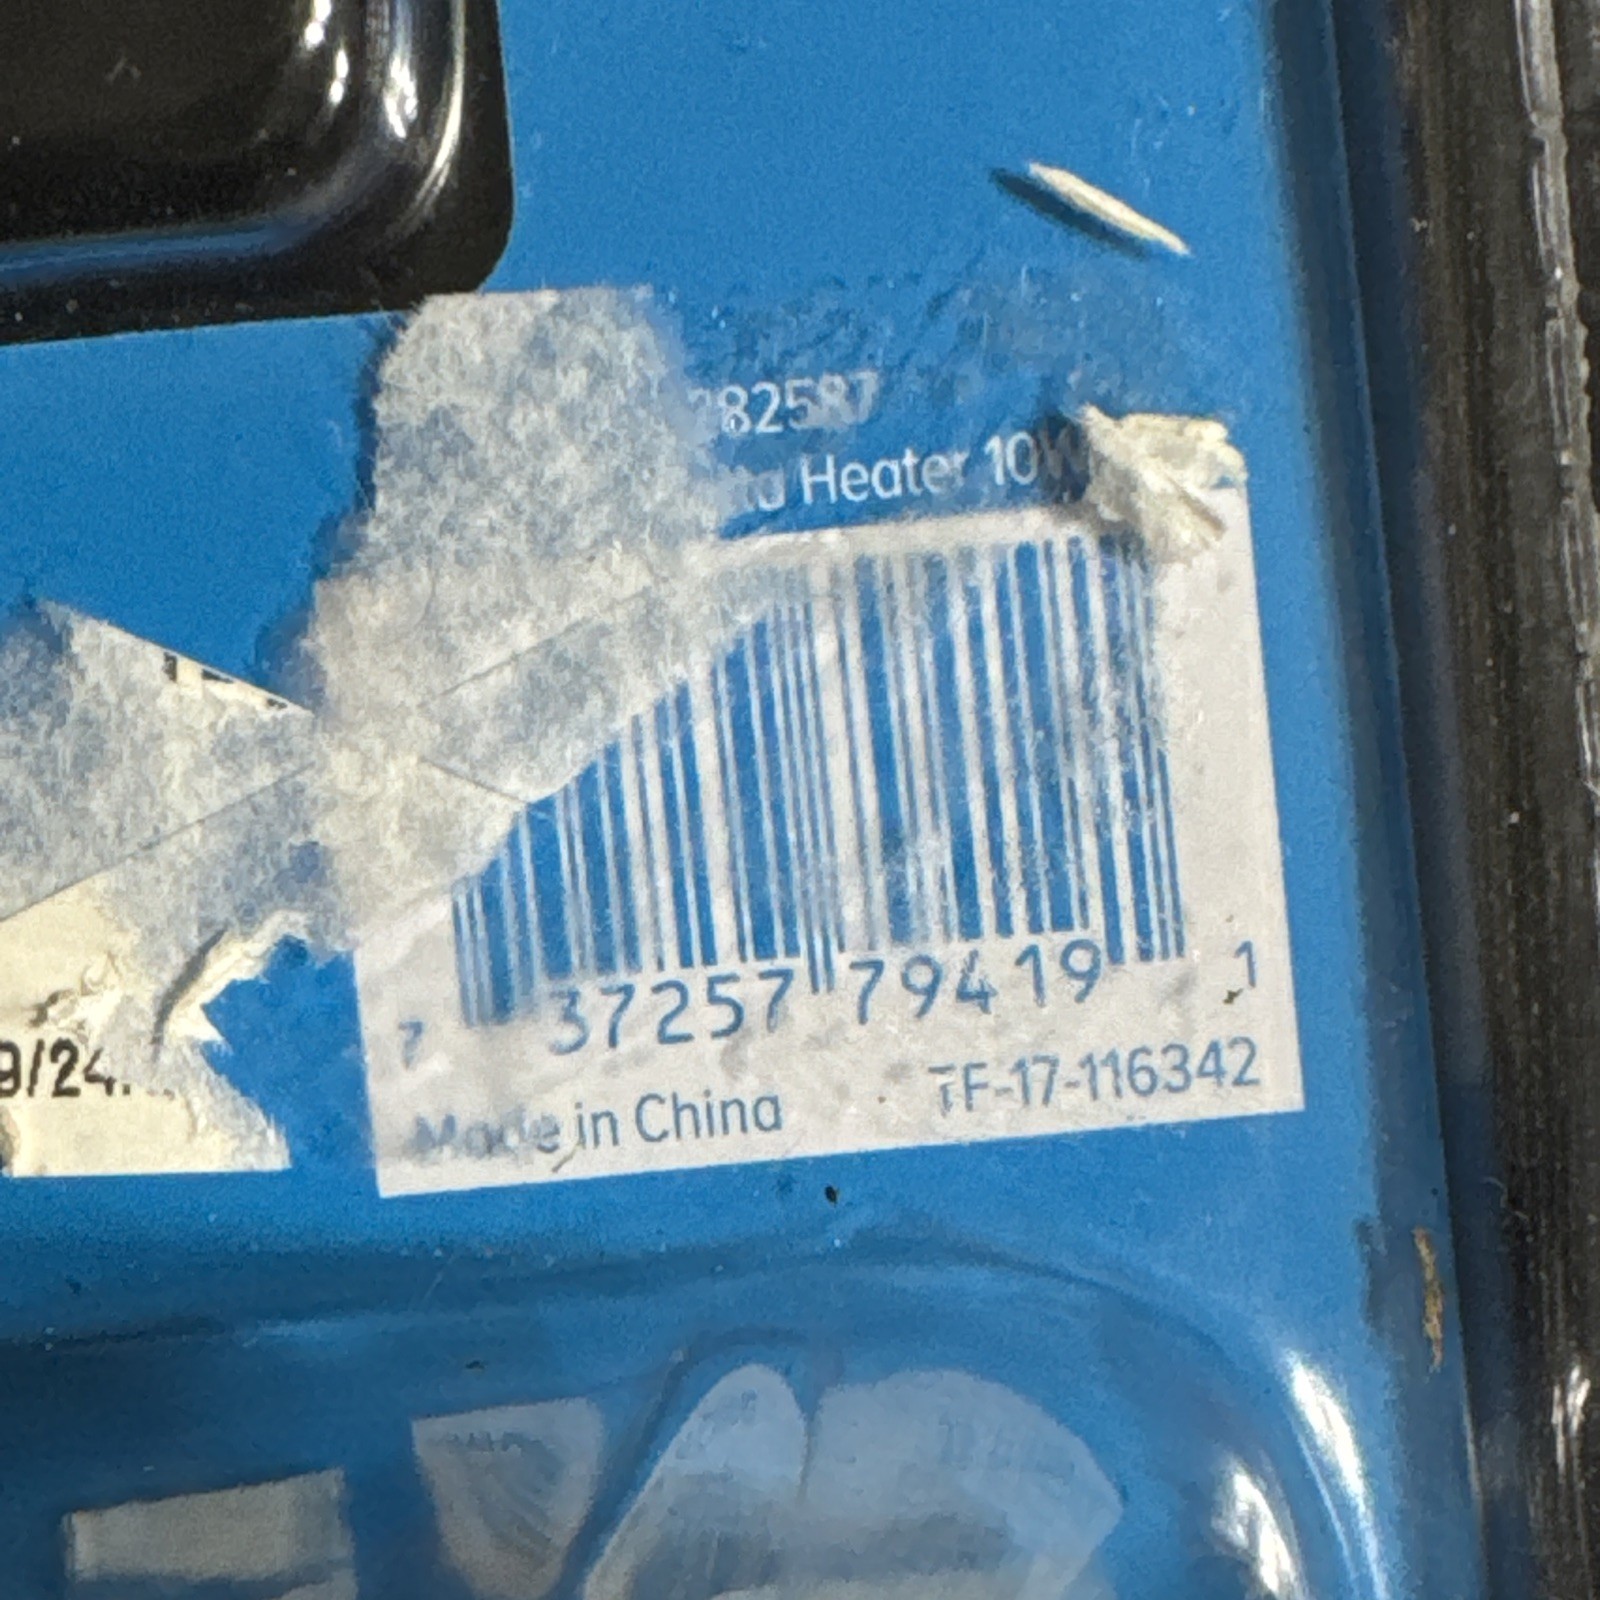 82587
Heater 10W
7 37257 79419 1
Made in China TF-17-116342
9/24